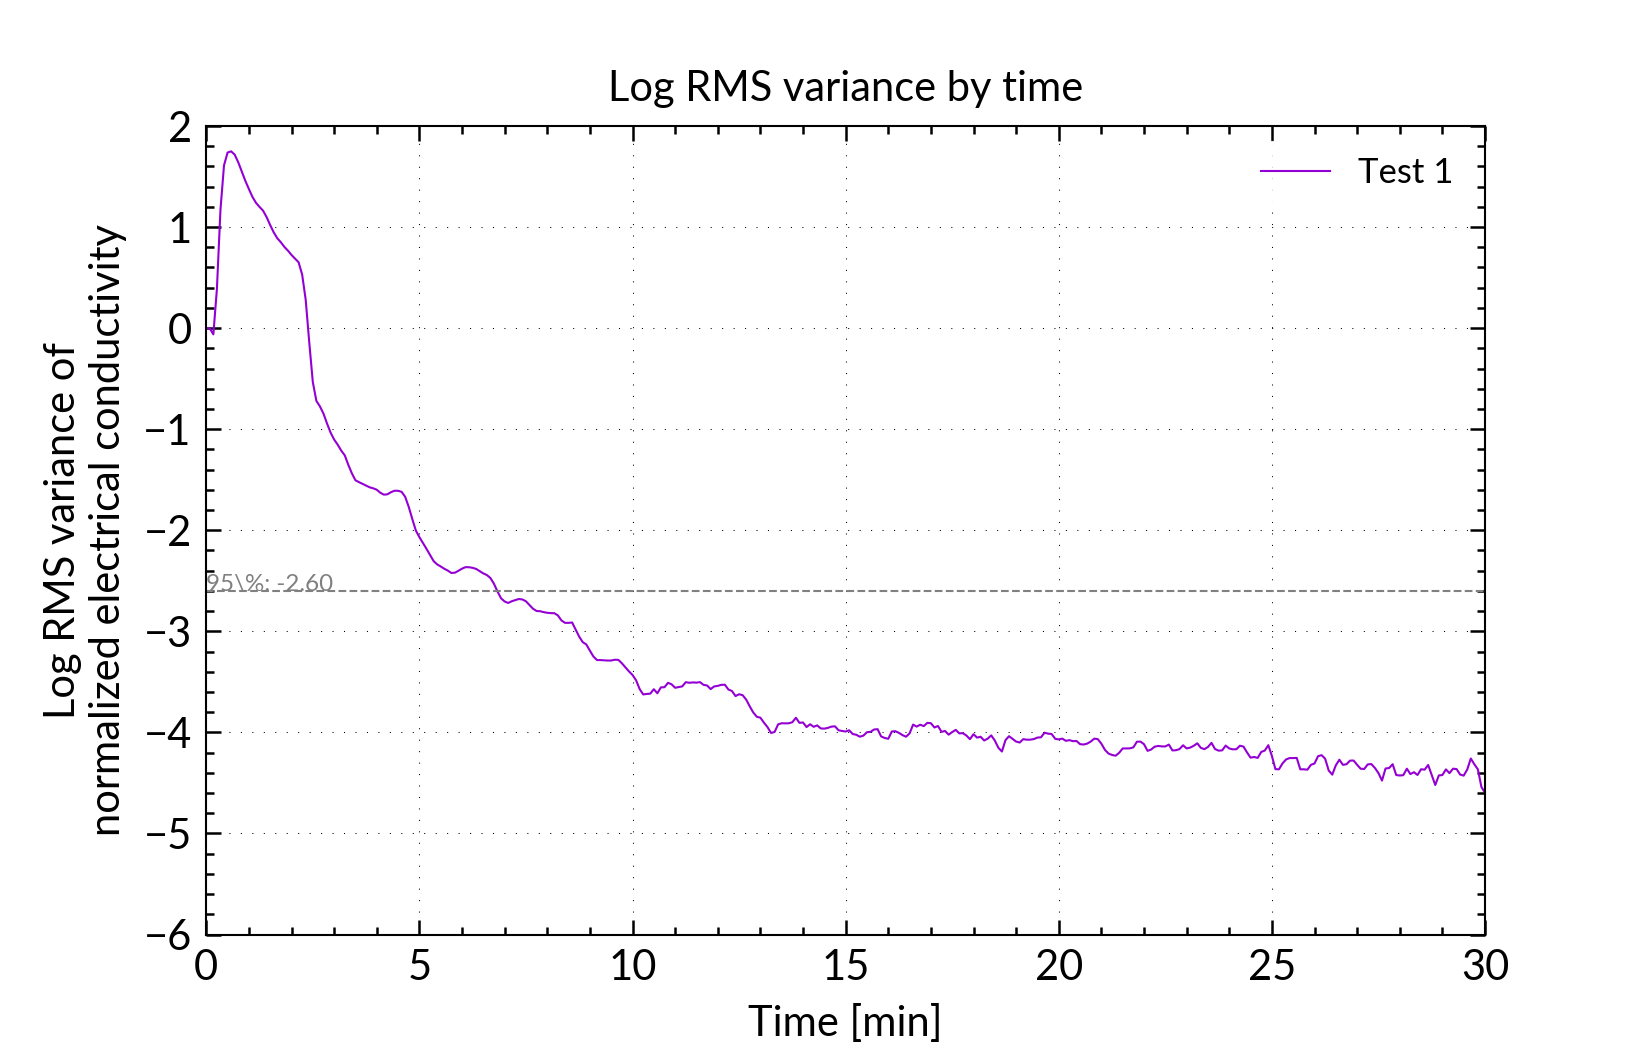 Log RMS variance by time
Test 1
Log RMS variance of
normalized electrical conductivity
2
1
0
−1
−2
95\%: -2.60
−3
−4
−5
−6
0 5 10 15 20 25 30
Time [min]